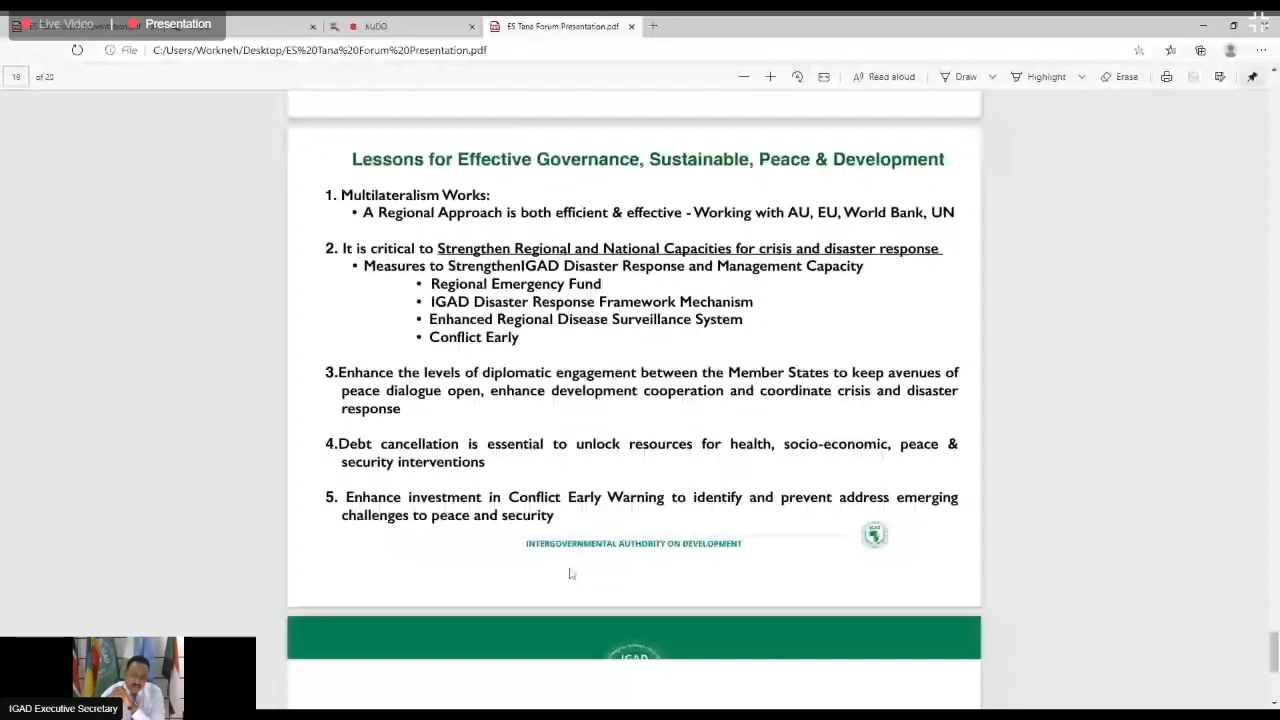 Live Video | Presentation
KUDO
ES Tana Forum Presentation.pdf
File | C:/Users/Workneh/Desktop/ES%20Tana%20Forum%20Presentation.pdf
19 of 20
Read aloud
Draw
Highlight
Erase
Lessons for Effective Governance, Sustainable, Peace & Development
1. Multilateralism Works:
• A Regional Approach is both efficient & effective - Working with AU, EU, World Bank, UN
2. It is critical to Strengthen Regional and National Capacities for crisis and disaster response
• Measures to StrengthenIGAD Disaster Response and Management Capacity
• Regional Emergency Fund
• IGAD Disaster Response Framework Mechanism
• Enhanced Regional Disease Surveillance System
• Conflict Early
3.Enhance the levels of diplomatic engagement between the Member States to keep avenues of
peace dialogue open, enhance development cooperation and coordinate crisis and disaster
response
4.Debt cancellation is essential to unlock resources for health, socio-economic, peace &
security interventions
5. Enhance investment in Conflict Early Warning to identify and prevent address emerging
challenges to peace and security
INTERGOVERNMENTAL AUTHORITY ON DEVELOPMENT
IGAD
IGAD Executive Secretary